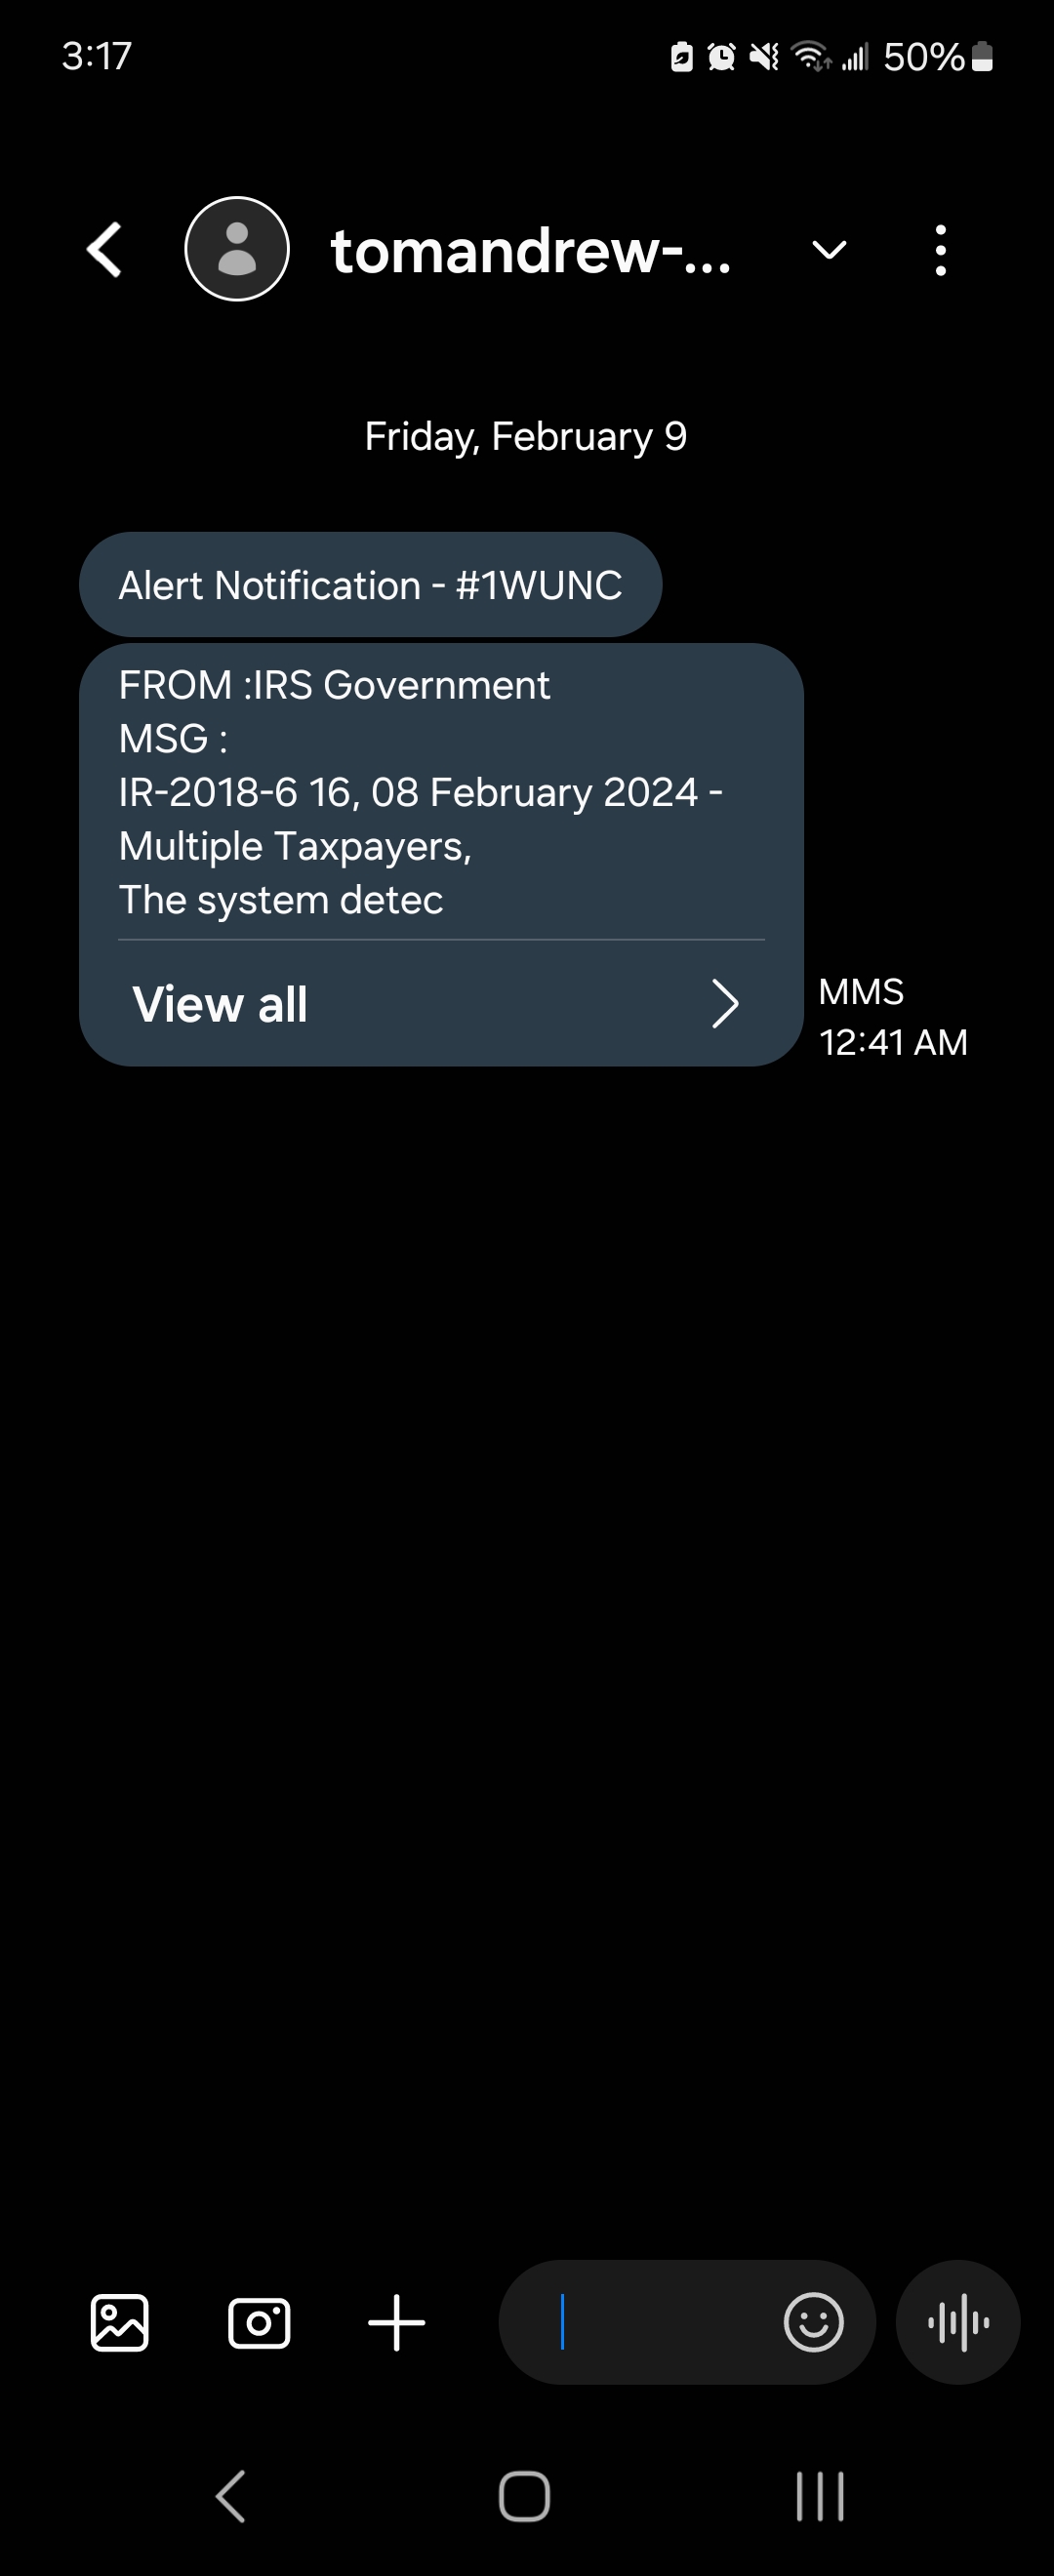 3:17
50%
tomandrew-...
Friday, February 9
Alert Notification - #1WUNC
FROM :IRS Government
MSG :
IR-2018-6 16, 08 February 2024 -
Multiple Taxpayers,
The system detec
View all
MMS
12:41 AM